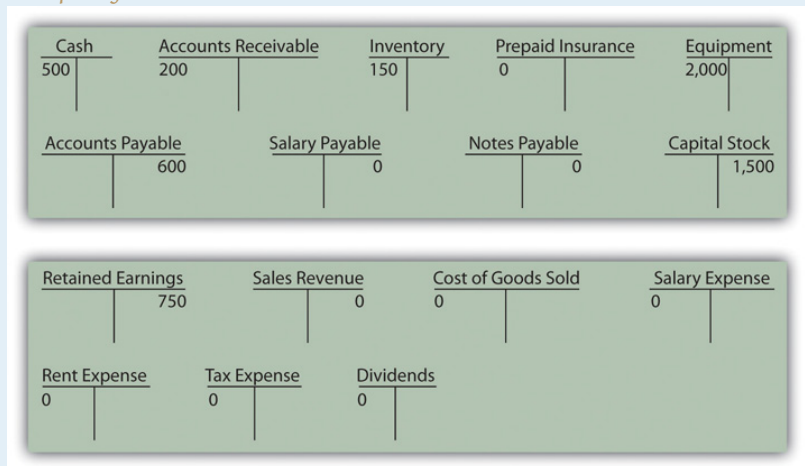 Cash Accounts Receivable Inventory Prepaid Insurance Equipment
500 200 150 0 2,000
Accounts Payable Salary Payable Notes Payable Capital Stock
600 0 0 1,500
Retained Earnings Sales Revenue Cost of Goods Sold Salary Expense
750 0 0 0
Rent Expense Tax Expense Dividends
0 0 0